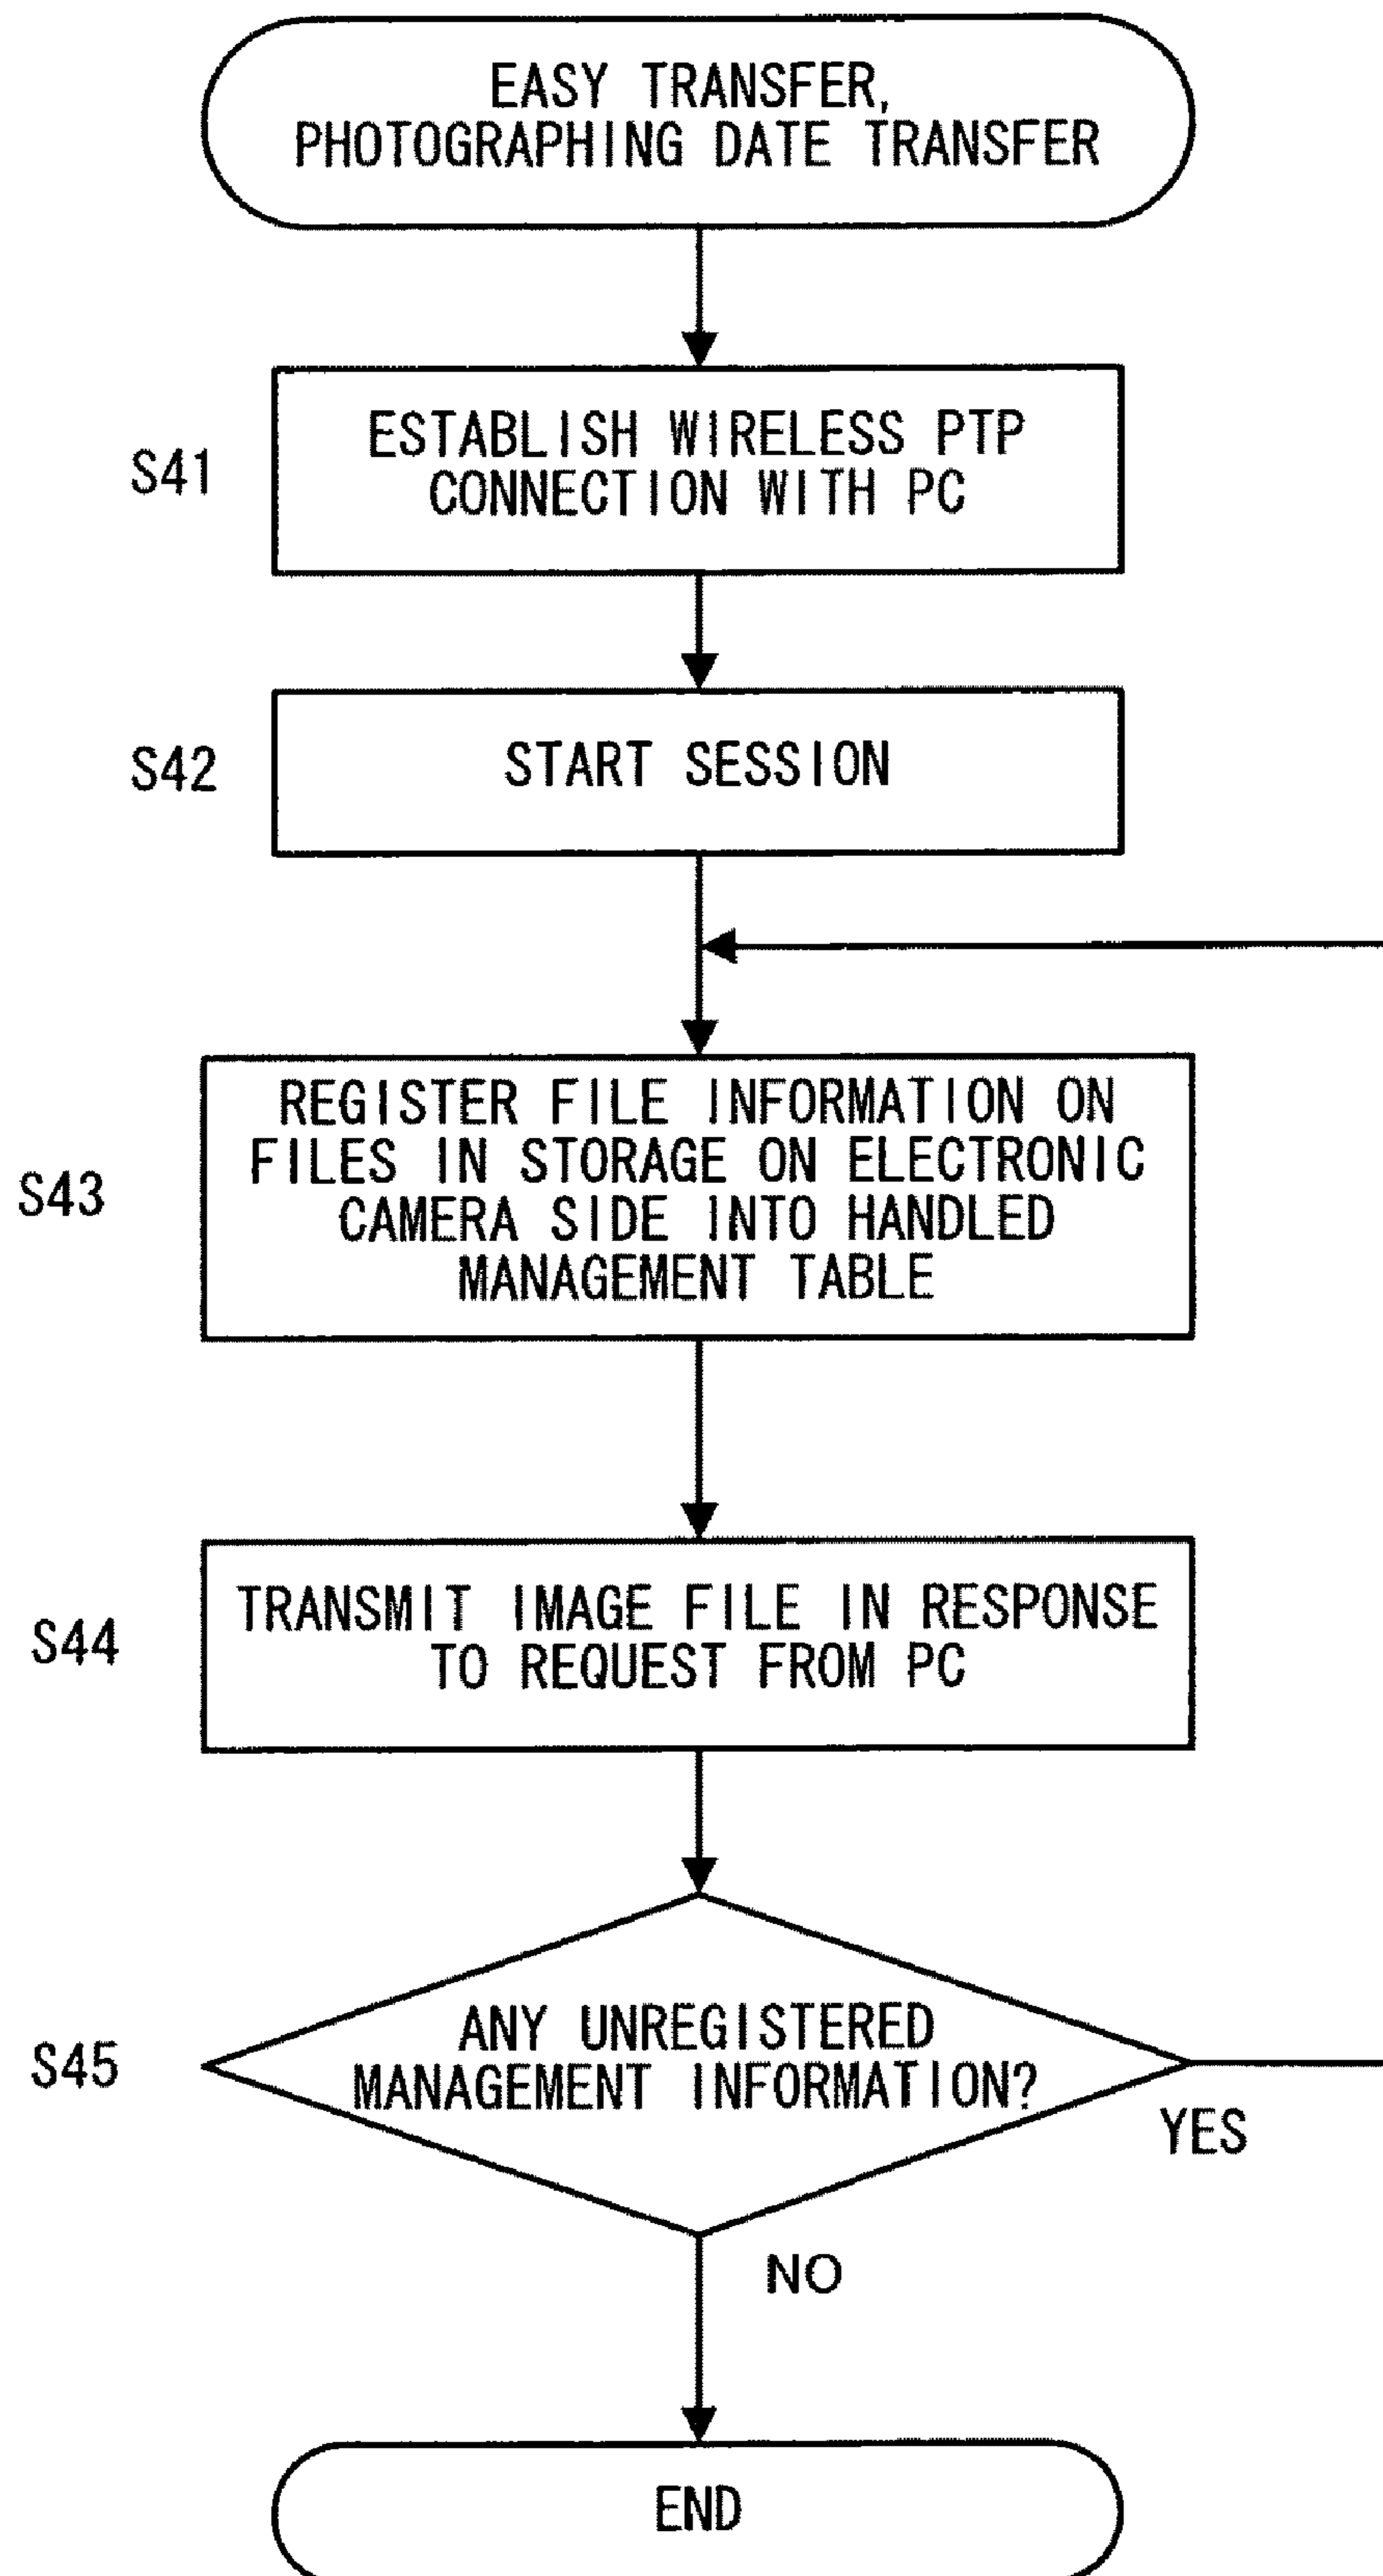 EASY TRANSFER,
PHOTOGRAPHING DATE TRANSFER
S41
ESTABLISH WIRELESS PTP
CONNECTION WITH PC
S42
START SESSION
S43
REGISTER FILE INFORMATION ON
FILES IN STORAGE ON ELECTRONIC
CAMERA SIDE INTO HANDLED
MANAGEMENT TABLE
S44
TRANSMIT IMAGE FILE IN RESPONSE
TO REQUEST FROM PC
S45
ANY UNREGISTERED
MANAGEMENT INFORMATION?
YES
NO
END